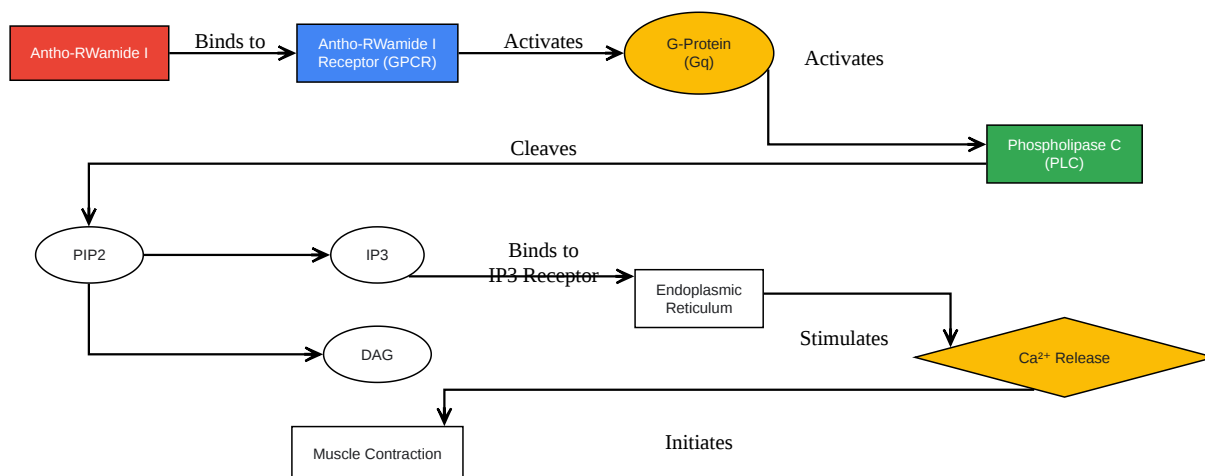 Antho-RWamide I
Binds to
Antho-RWamide I
Receptor (GPCR)
Activates
G-Protein
(Gq)
Activates
Phospholipase C
(PLC)
Cleaves
PIP2
IP3
Binds to
IP3 Receptor
Endoplasmic
Reticulum
Stimulates
Ca²⁺ Release
DAG
Initiates
Muscle Contraction